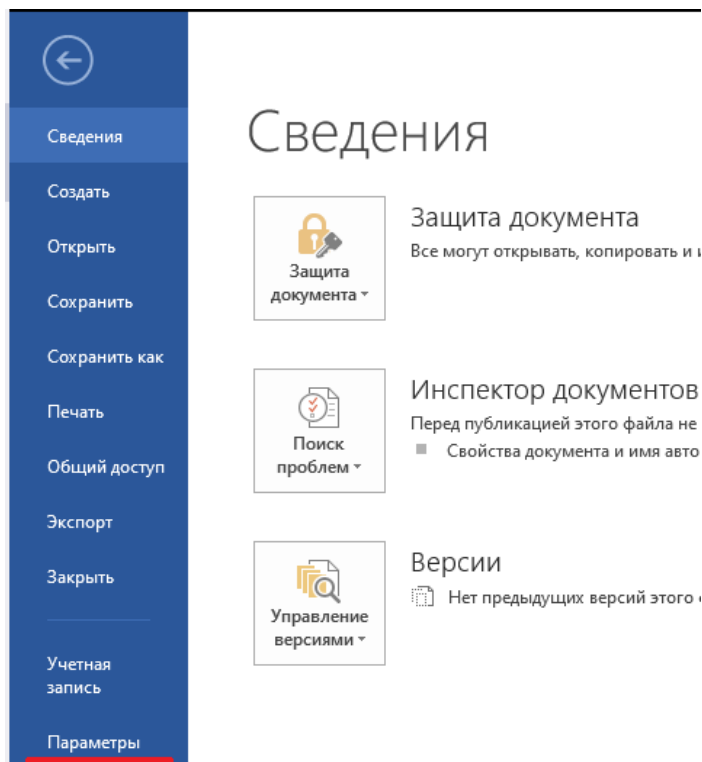 Сведения
Создать
Открыть
Сохранить
Сохранить как
Печать
Общий доступ
Экспорт
Закрыть
Учетная
запись
Параметры
Сведения
Защита
документа
Защита документа
Все могут открывать, копировать и
Поиск
проблем
Инспектор документов
Перед публикацией этого файла не
Свойства документа и имя авто
Управление
версиями
Версии
Нет предыдущих версий этого